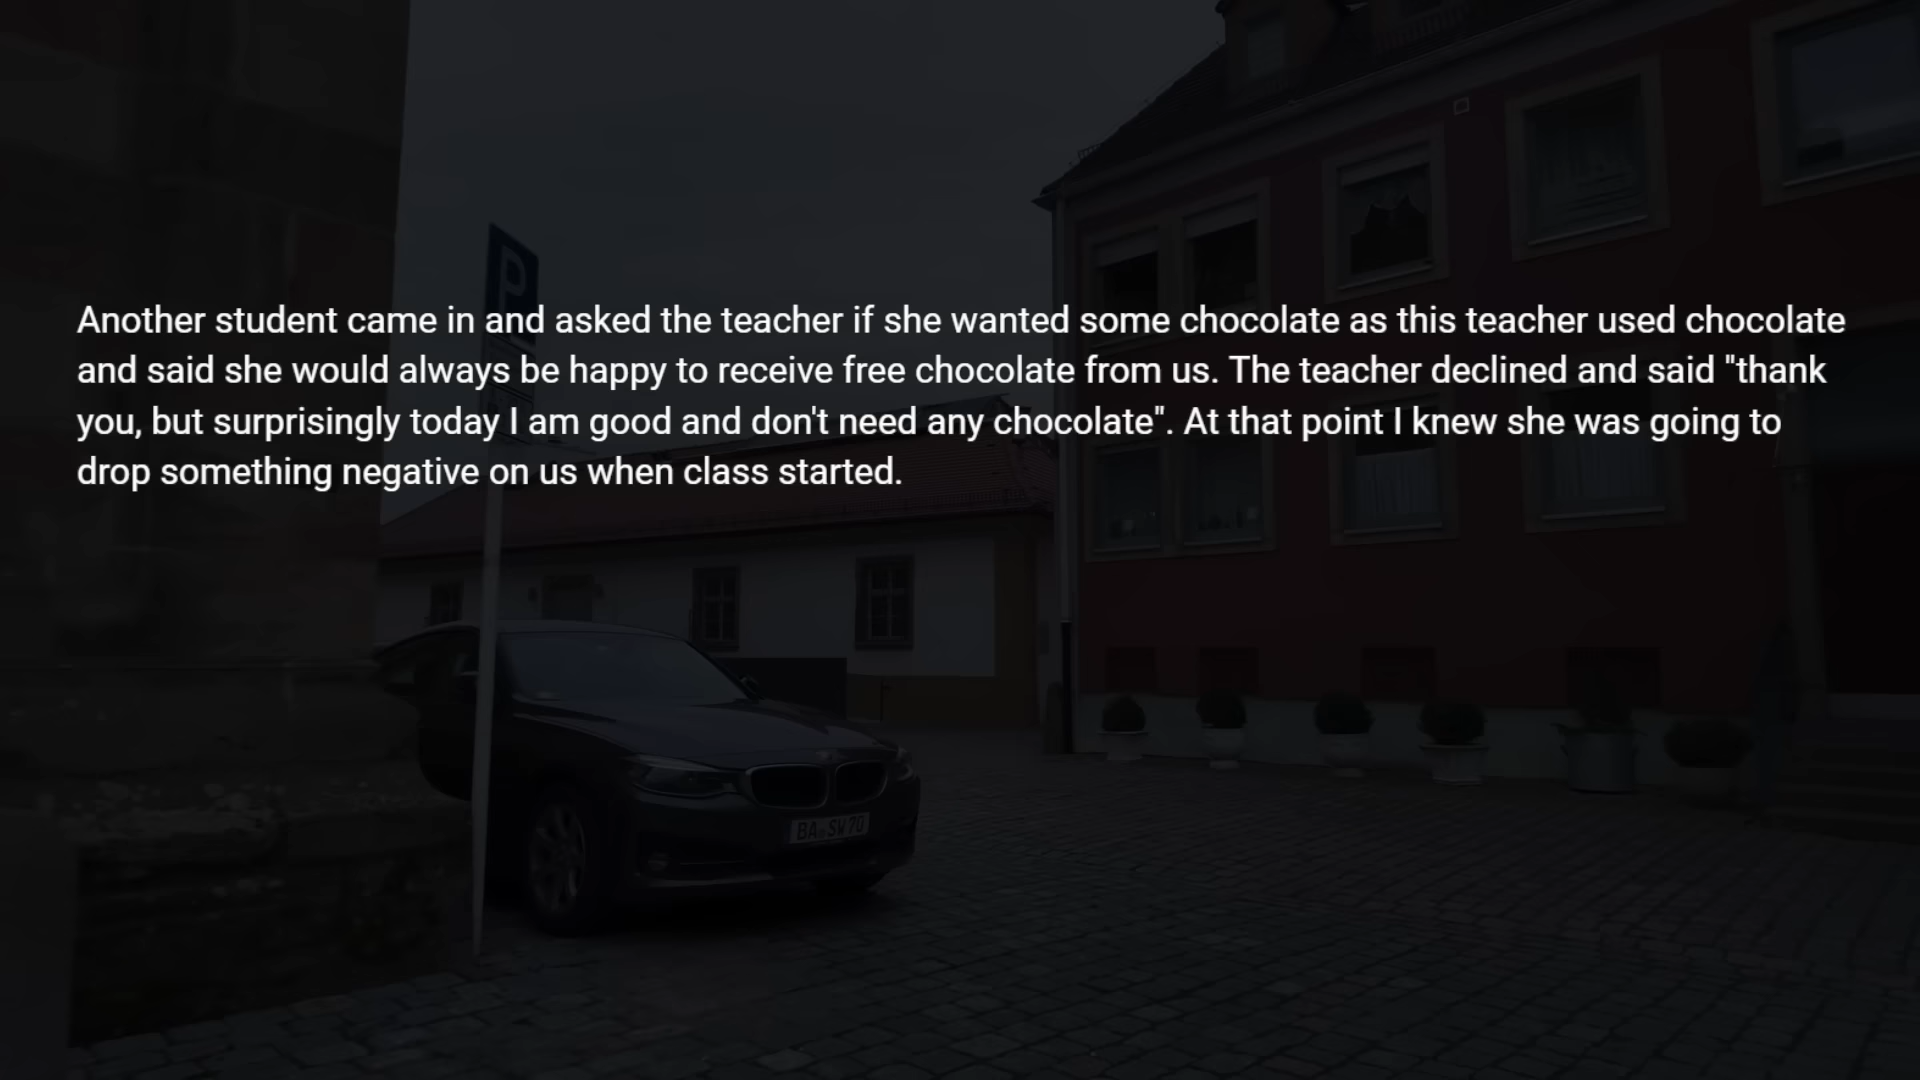 Another student came in and asked the teacher if she wanted some chocolate as this teacher used chocolate
and said she would always be happy to receive free chocolate from us. The teacher declined and said "thank
you, but surprisingly today I am good and don't need any chocolate". At that point I knew she was going to
drop something negative on us when class started.
P
BA SW 70